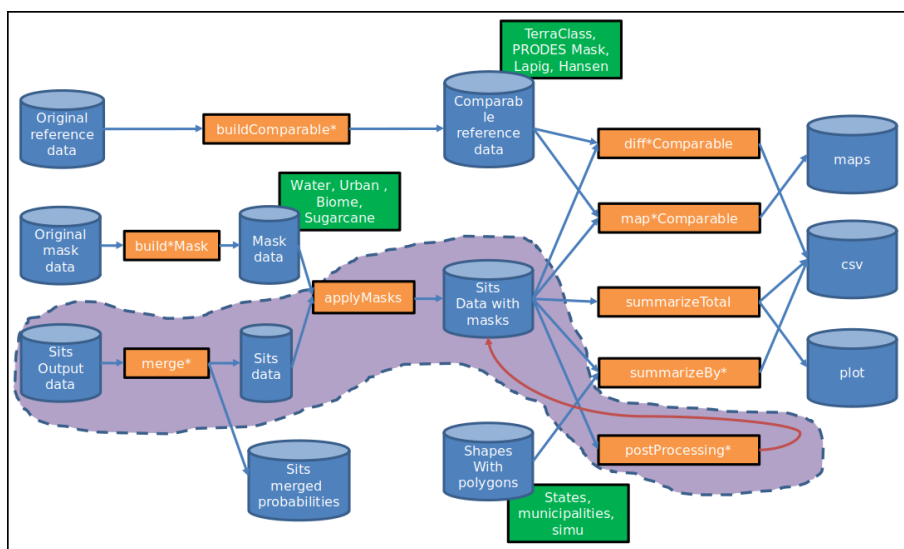 TerraClass,
PRODES Mask,
Lapig, Hansen
Original
reference
data
buildComparable*
Comparab
le
reference
data
diff*Comparable
maps
Water, Urban ,
Biome,
Sugarcane
Original
mask
data
build*Mask
Mask
data
map*Comparable
csv
applyMasks
Sits
Data with
masks
summarizeTotal
Sits
Output
data
merge*
Sits
data
summarizeBy*
plot
Sits
merged
probabilities
Shapes
With
polygons
postProcessing*
States,
municipalities,
simu